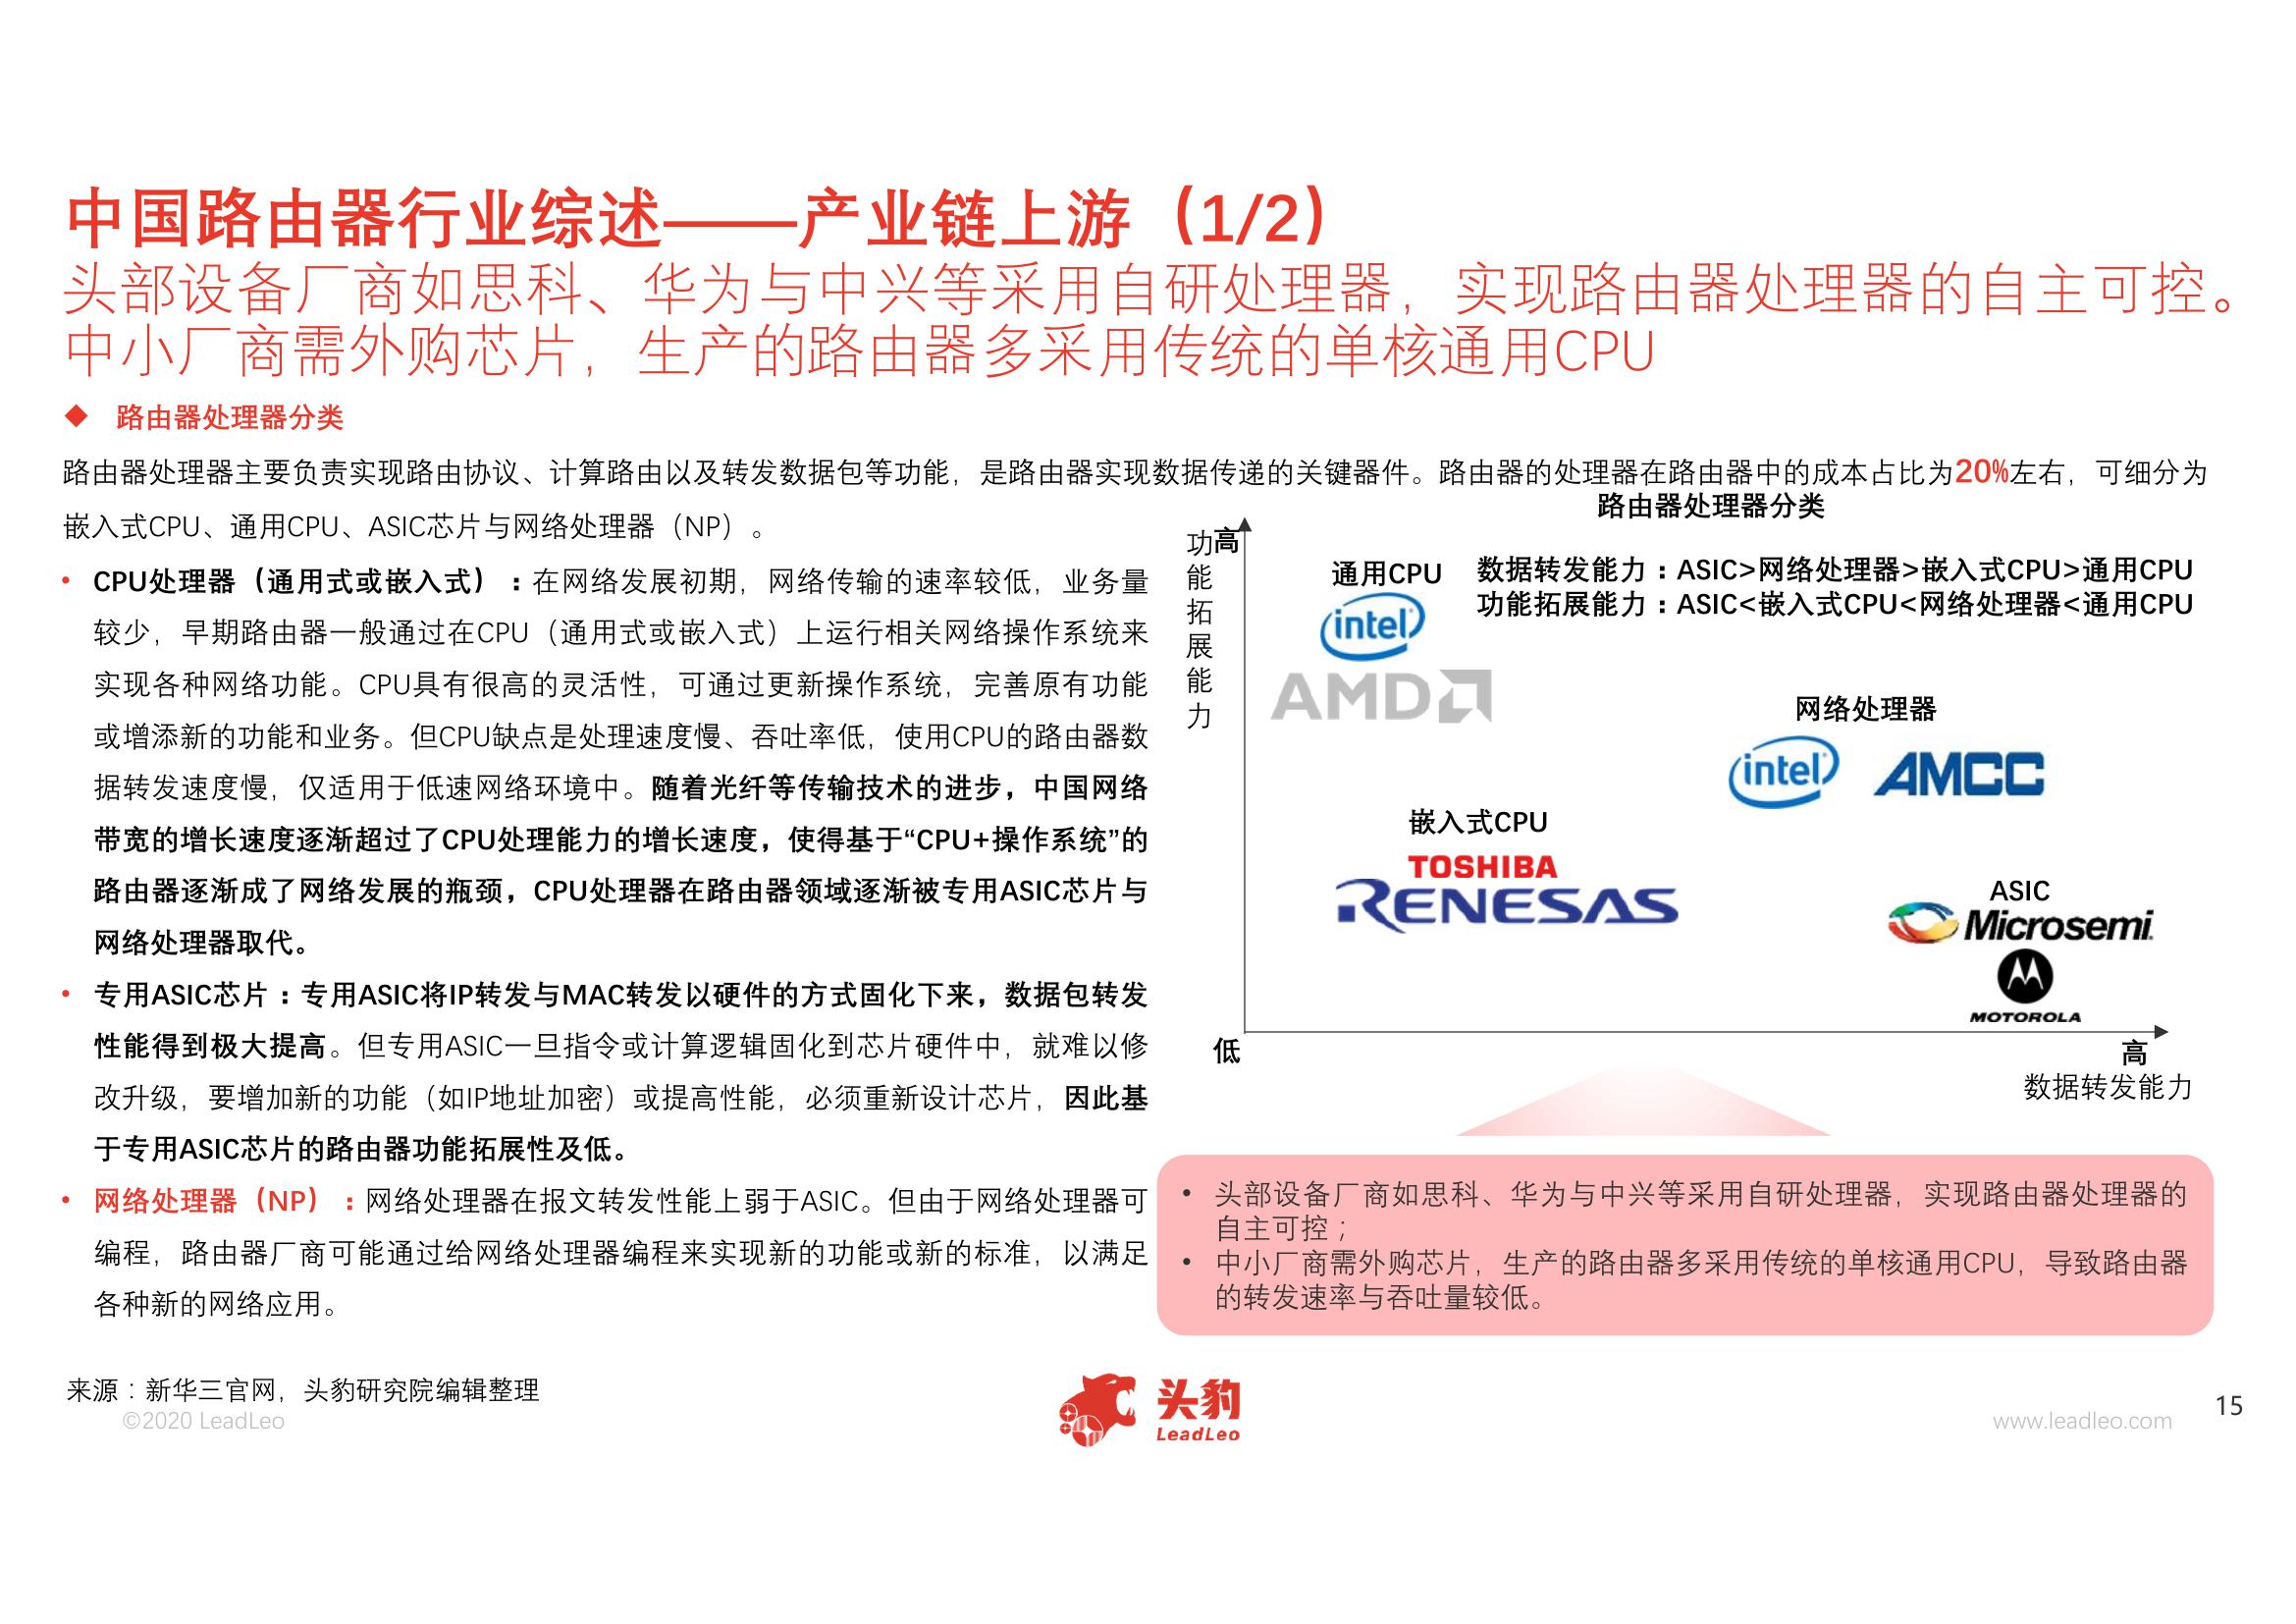 中国路由器行业综述——产业链上游（1/2）
头部设备厂商如思科、华为与中兴等采用自研处理器，实现路由器处理器的自主可控。
中小厂商需外购芯片，生产的路由器多采用传统的单核通用CPU
◆ 路由器处理器分类
路由器处理器主要负责实现路由协议、计算路由以及转发数据包等功能，是路由器实现数据传递的关键器件。路由器的处理器在路由器中的成本占比为20%左右，可细分为
嵌入式CPU、通用CPU、ASIC芯片与网络处理器（NP）。
• CPU处理器（通用式或嵌入式）：在网络发展初期，网络传输的速率较低，业务量
较少，早期路由器一般通过在CPU（通用式或嵌入式）上运行相关网络操作系统来
实现各种网络功能。CPU具有很高的灵活性，可通过更新操作系统，完善原有功能
或增添新的功能和业务。但CPU缺点是处理速度慢、吞吐率低，使用CPU的路由器数
据转发速度慢，仅适用于低速网络环境中。随着光纤等传输技术的进步，中国网络
带宽的增长速度逐渐超过了CPU处理能力的增长速度，使得基于“CPU+操作系统”的
路由器逐渐成了网络发展的瓶颈，CPU处理器在路由器领域逐渐被专用ASIC芯片与
网络处理器取代。
• 专用ASIC芯片：专用ASIC将IP转发与MAC转发以硬件的方式固化下来，数据包转发
性能得到极大提高。但专用ASIC一旦指令或计算逻辑固化到芯片硬件中，就难以修
改升级，要增加新的功能（如IP地址加密）或提高性能，必须重新设计芯片，因此基
于专用ASIC芯片的路由器功能拓展性及低。
• 网络处理器（NP）：网络处理器在报文转发性能上弱于ASIC。但由于网络处理器可
编程，路由器厂商可能通过给网络处理器编程来实现新的功能或新的标准，以满足
各种新的网络应用。
路由器处理器分类
功能拓展能力
高
通用CPU
intel
AMD
数据转发能力：ASIC>网络处理器>嵌入式CPU>通用CPU
功能拓展能力：ASIC<嵌入式CPU<网络处理器<通用CPU
网络处理器
intel AMCC
嵌入式CPU
TOSHIBA
RENESAS
ASIC
Microsemi
MOTOROLA
低
高
数据转发能力
• 头部设备厂商如思科、华为与中兴等采用自研处理器，实现路由器处理器的
自主可控；
• 中小厂商需外购芯片，生产的路由器多采用传统的单核通用CPU，导致路由器
的转发速率与吞吐量较低。
来源：新华三官网，头豹研究院编辑整理
©2020 LeadLeo
头豹
LeadLeo
www.leadleo.com
15